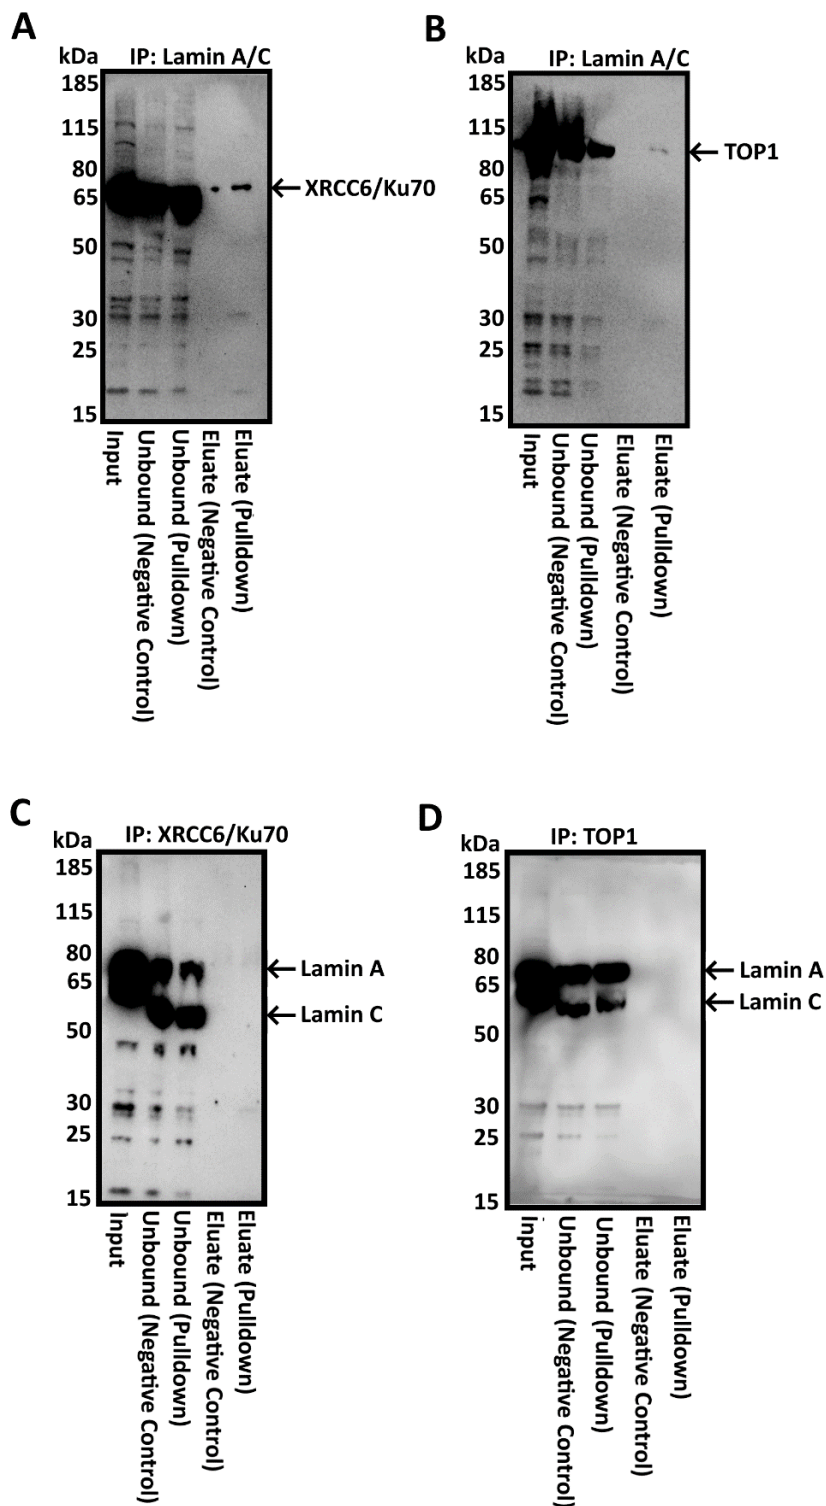 A
IP: Lamin A/C
kDa
185
115
80
65
50
30
25
15
XRCC6/Ku70
Input
Unbound (Negative Control)
Unbound (Pulldown)
Eluate (Negative Control)
Eluate (Pulldown)
B
IP: Lamin A/C
kDa
185
115
80
65
50
30
25
15
TOP1
Input
Unbound (Negative Control)
Unbound (Pulldown)
Eluate (Negative Control)
Eluate (Pulldown)
C
IP: XRCC6/Ku70
kDa
185
115
80
65
50
30
25
15
Lamin A
Lamin C
Input
Unbound (Negative Control)
Unbound (Pulldown)
Eluate (Negative Control)
Eluate (Pulldown)
D
IP: TOP1
kDa
185
115
80
65
50
30
25
15
Lamin A
Lamin C
Input
Unbound (Negative Control)
Unbound (Pulldown)
Eluate (Negative Control)
Eluate (Pulldown)